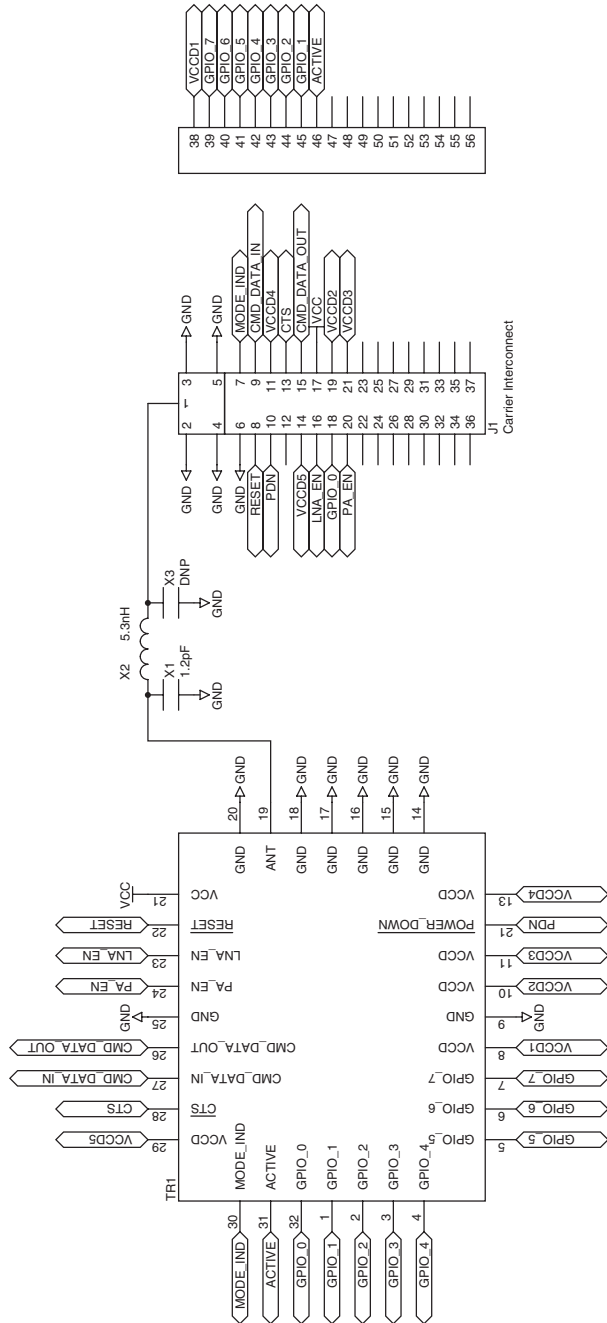 38 VCCD1
39 GPIO_7
40 GPIO_6
41 GPIO_5
42 GPIO_4
43 GPIO_3
44 GPIO_2
45 GPIO_1
46 ACTIVE
47
48
49
50
51
52
53
54
55
56
1
GND 2 3 GND
GND 4 5 GND
GND 6 7 MODE_IND
RESET 8 9 CMD_DATA_IN
PDN 10 11 VCCD4
12 13 CTS
VCCD5 14 15 CMD_DATA_OUT
LNA_EN 16 17 VCC
GPIO_0 18 19 VCCD2
PA_EN 20 21 VCCD3
22 23
24 25
26 27
28 29
30 31
32 33
34 35
36 37
J1
Carrier Interconnect
X2 5.3nH
X1
1.2pF
GND
X3
DNP
GND
TR1
MODE_IND 30 MODE_IND
ACTIVE 31 ACTIVE
GPIO_0 32 GPIO_0
GPIO_1 1 GPIO_1
GPIO_2 2 GPIO_2
GPIO_3 3 GPIO_3
GPIO_4 4 GPIO_4
VCCD5 29 VCCD
CTS 28 CTS
CMD_DATA_IN 27 CMD_DATA_IN
CMD_DATA_OUT 26 CMD_DATA_OUT
GND 25 GND
PA_EN 24 PA_EN
LNA_EN 23 LNA_EN
RESET 22 RESET
VCC 21 VCC
GND 20 GND
ANT 19
GND 18 GND
GND 17 GND
GND 16 GND
GND 15 GND
GND 14 GND
GPIO_5 5 GPIO_5
GPIO_6 6 GPIO_6
GPIO_7 7 GPIO_7
VCCD 8 VCCD1
GND 9 GND
VCCD 10 VCCD2
VCCD 11 VCCD3
POWER_DOWN 21 PDN
VCCD 13 VCCD4